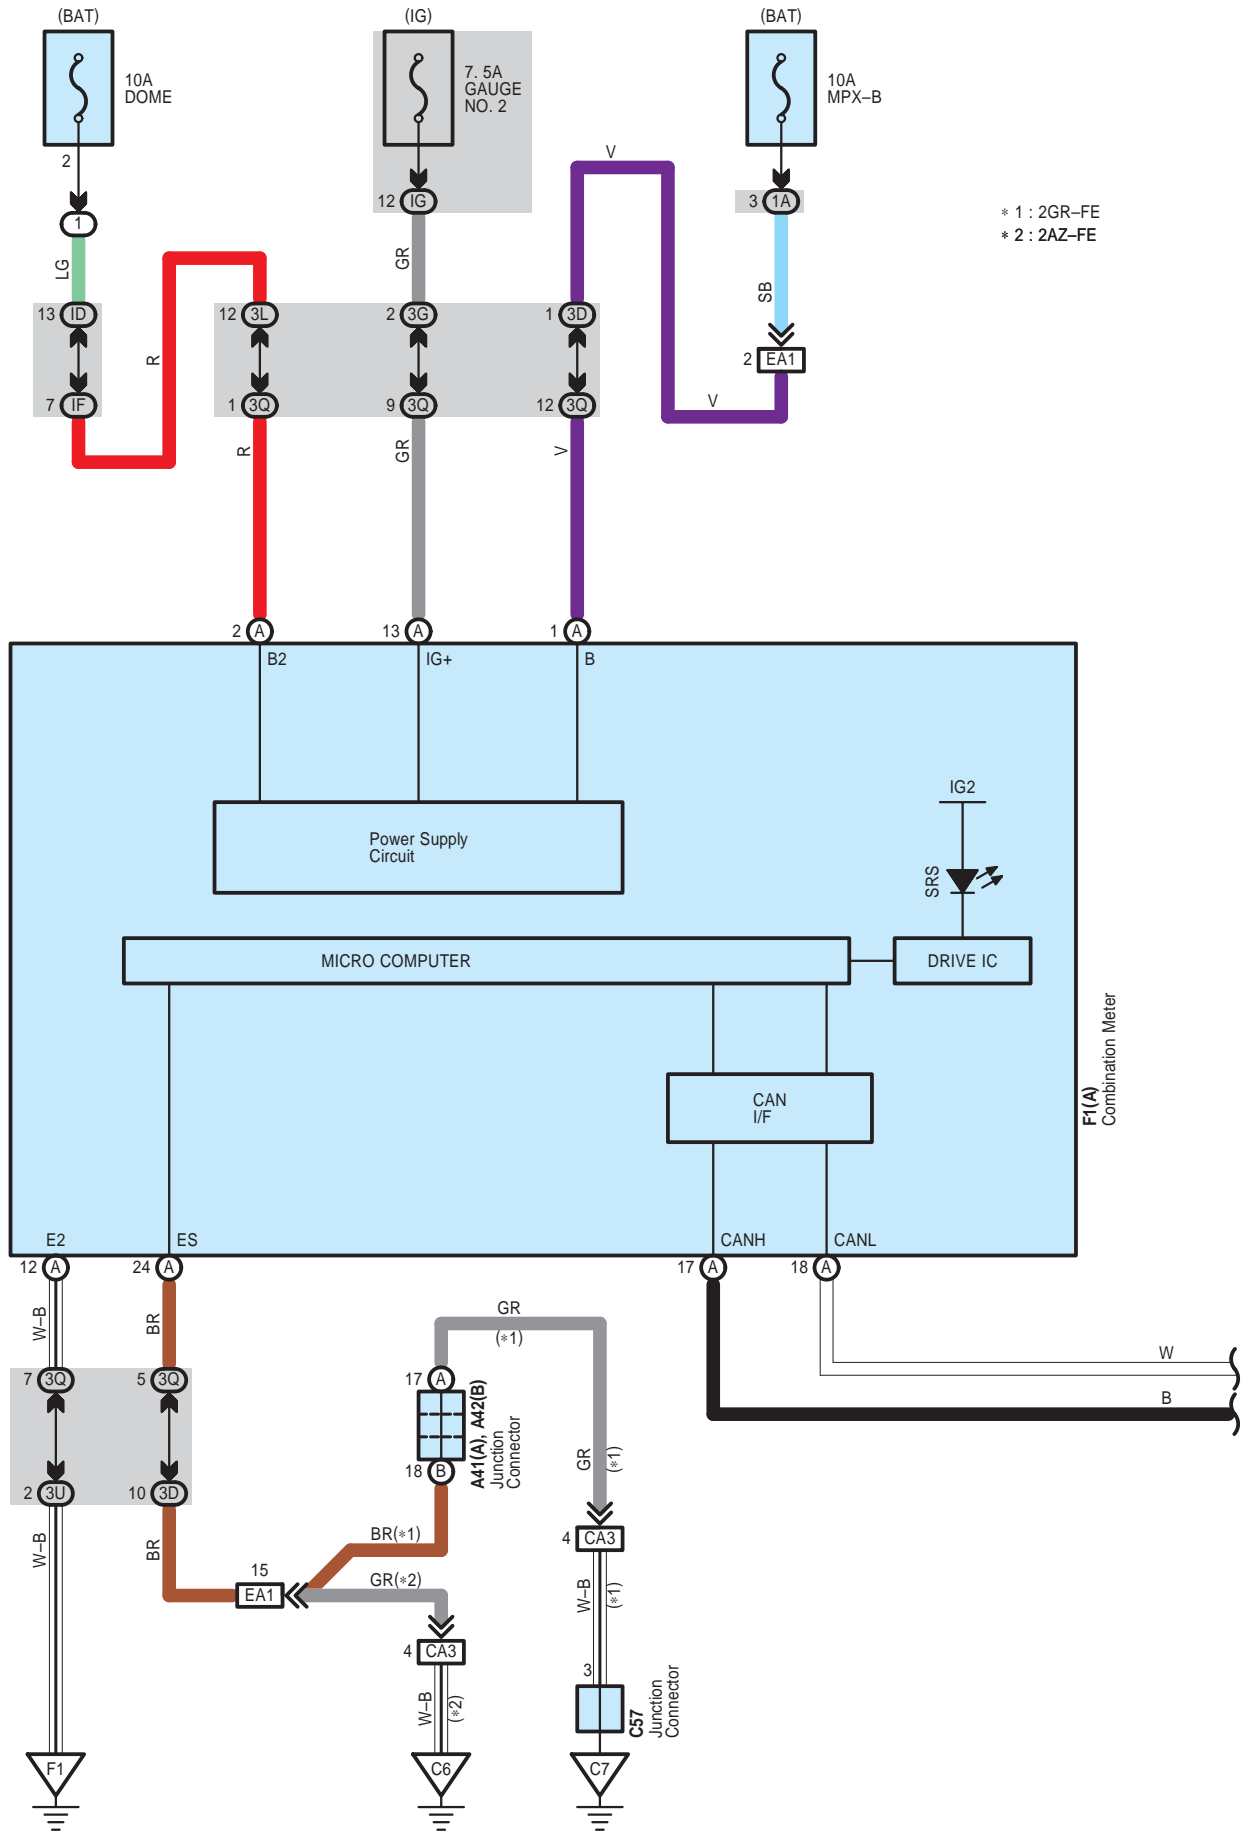 (BAT)
(IG)
(BAT)
10A
DOME
7. 5A
GAUGE
NO. 2
10A
MPX–B
2
1
12 IG
V
3 1A
∗ 1 : 2GR–FE
∗ 2 : 2AZ–FE
LG
GR
SB
13 ID
12 3L
2 3G
1 3D
2 EA1
R
7 IF
1 3Q
9 3Q
12 3Q
V
R
GR
V
2 A
13 A
1 A
B2
IG+
B
IG2
Power Supply
Circuit
SRS
MICRO COMPUTER
DRIVE IC
F1(A)
Combination Meter
CAN
I/F
E2
ES
CANH
CANL
12 A
24 A
17 A
18 A
W–B
BR
GR
(∗1)
W
B
7 3Q
5 3Q
17 A
A41(A), A42(B)
Junction
Connector
18 B
GR
(∗1)
2 3U
10 3D
W–B
BR
BR(∗1)
4 CA3
15
EA1
GR(∗2)
W–B
(∗1)
4 CA3
3
W–B
(∗2)
C57
Junction
Connector
F1
C6
C7